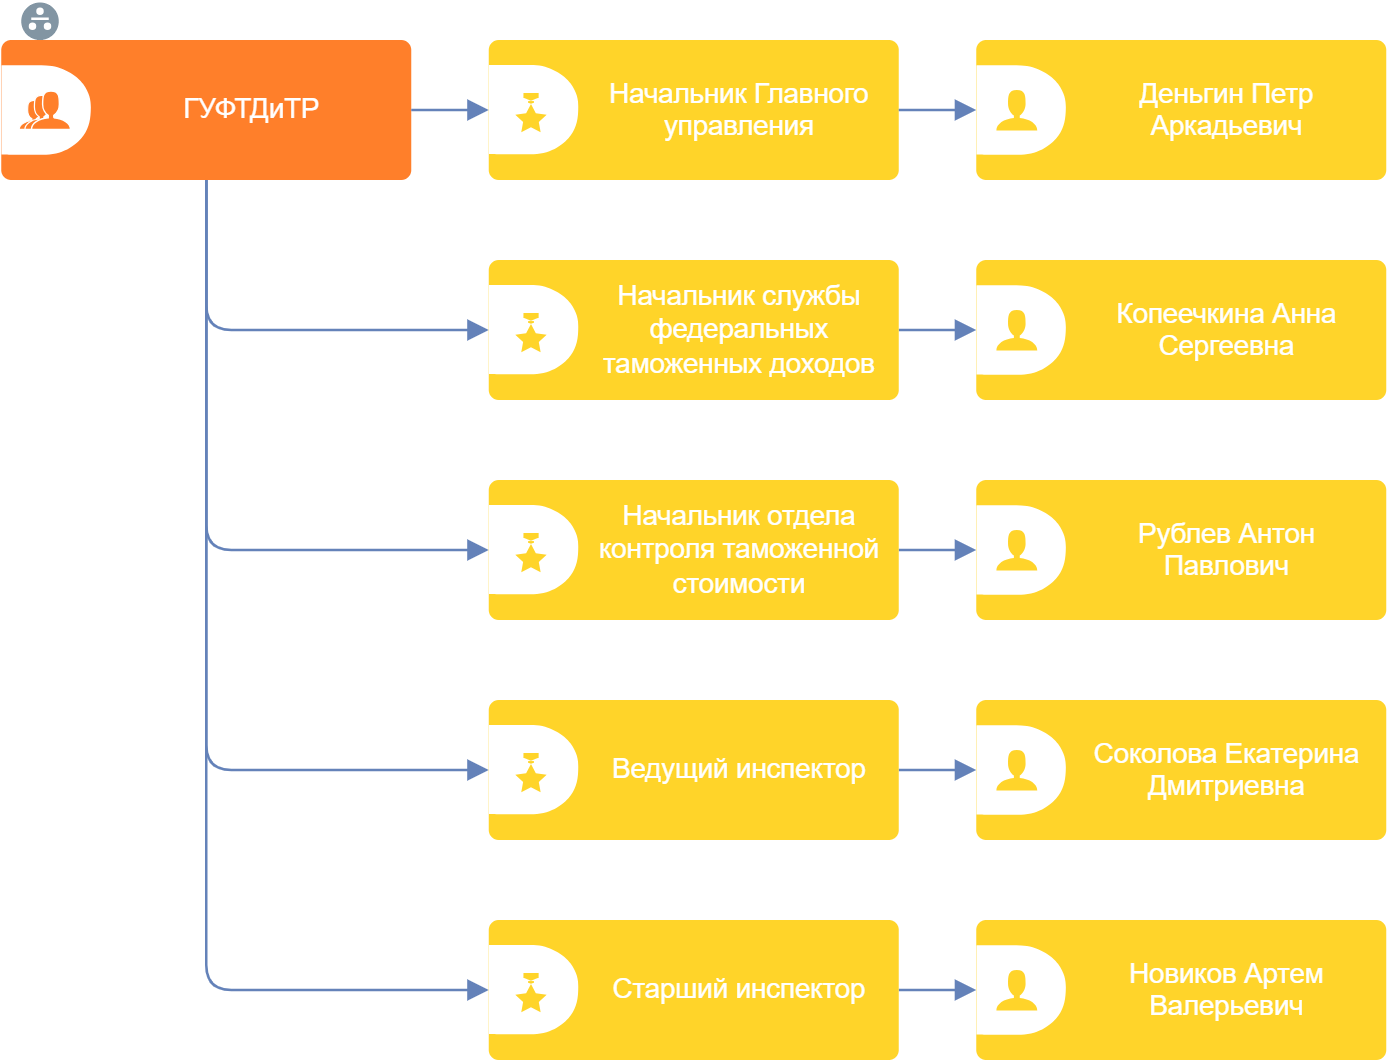 ГУФТДиТР
Начальник Главного
управления
Деньгин Петр
Аркадьевич
Начальник службы
федеральных
таможенных доходов
Копеечкина Анна
Сергеевна
Начальник отдела
контроля таможенной
стоимости
Рублев Антон
Павлович
Ведущий инспектор
Соколова Екатерина
Дмитриевна
Старший инспектор
Новиков Артем
Валерьевич